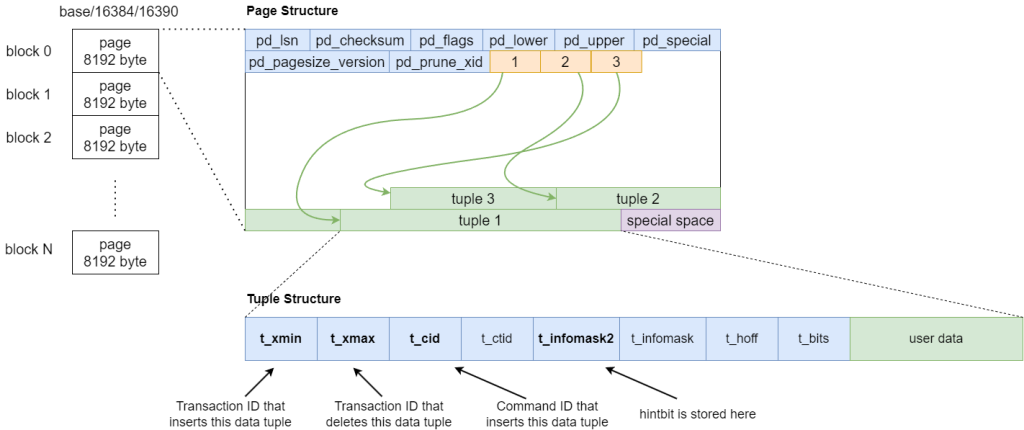 base/16384/16390
Page Structure
block 0
page
8192 byte
pd_lsn
pd_checksum
pd_flags
pd_lower
pd_upper
pd_special
pd_pagesize_version
pd_prune_xid
1
2
3
block 1
page
8192 byte
block 2
page
8192 byte
tuple 3
tuple 2
tuple 1
special space
block N
page
8192 byte
Tuple Structure
t_xmin
t_xmax
t_cid
t_ctid
t_infomask2
t_infomask
t_hoff
t_bits
user data
Transaction ID that
inserts this data tuple
Transaction ID that
deletes this data tuple
Command ID that
inserts this data tuple
hintbit is stored here